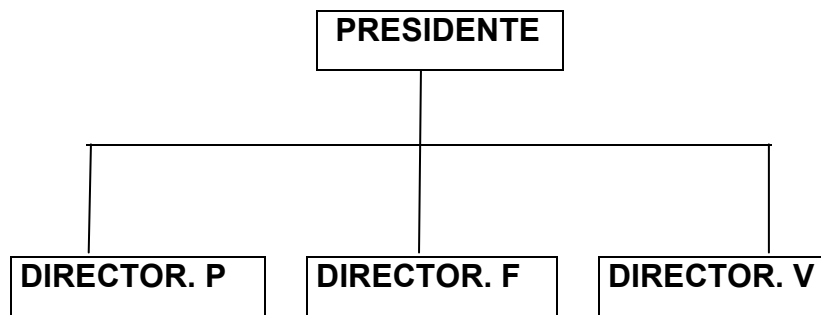 PRESIDENTE
DIRECTOR. P
DIRECTOR. F
DIRECTOR. V